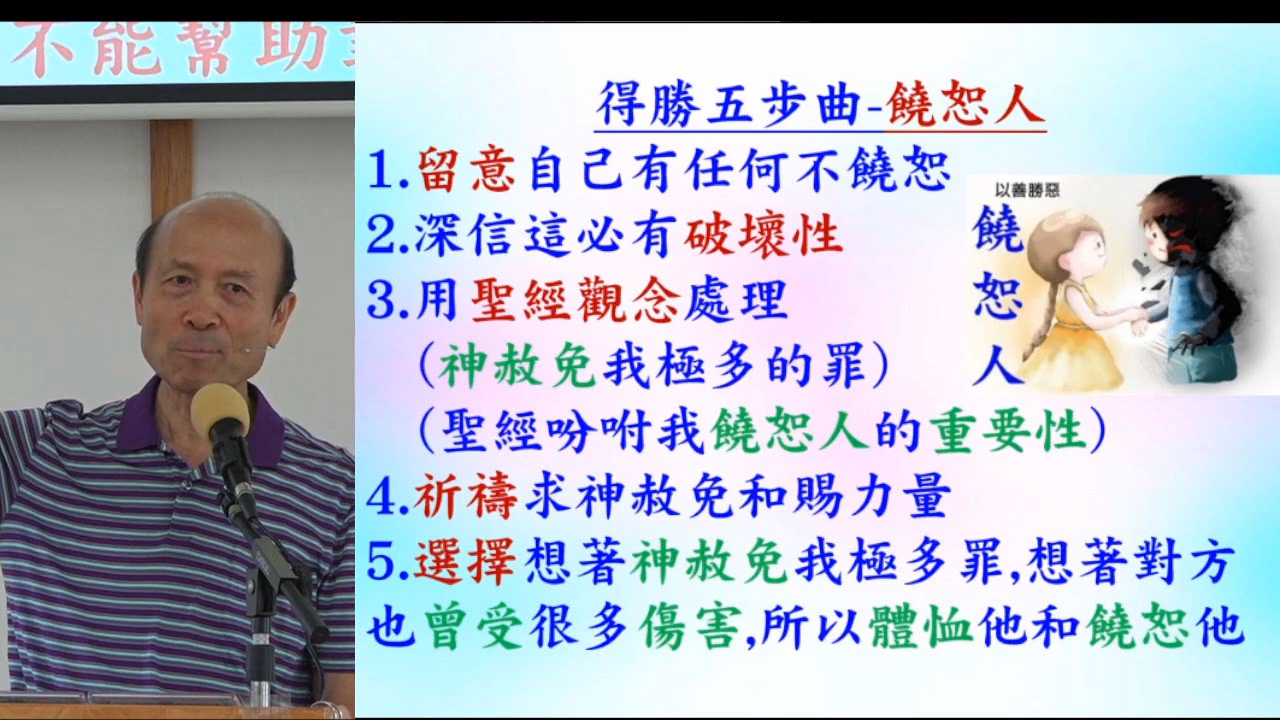 不能幫助
得勝五步曲-饒恕人
1.留意自己有任何不饒恕
2.深信這必有破壞性
3.用聖經觀念處理
(神赦免我極多的罪)
(聖經吩咐我饒恕人的重要性)
4.祈禱求神赦免和賜力量
5.選擇想著神赦免我極多罪,想著對方
也曾受很多傷害,所以體恤他和饒恕他
以善勝惡
饒
恕
人